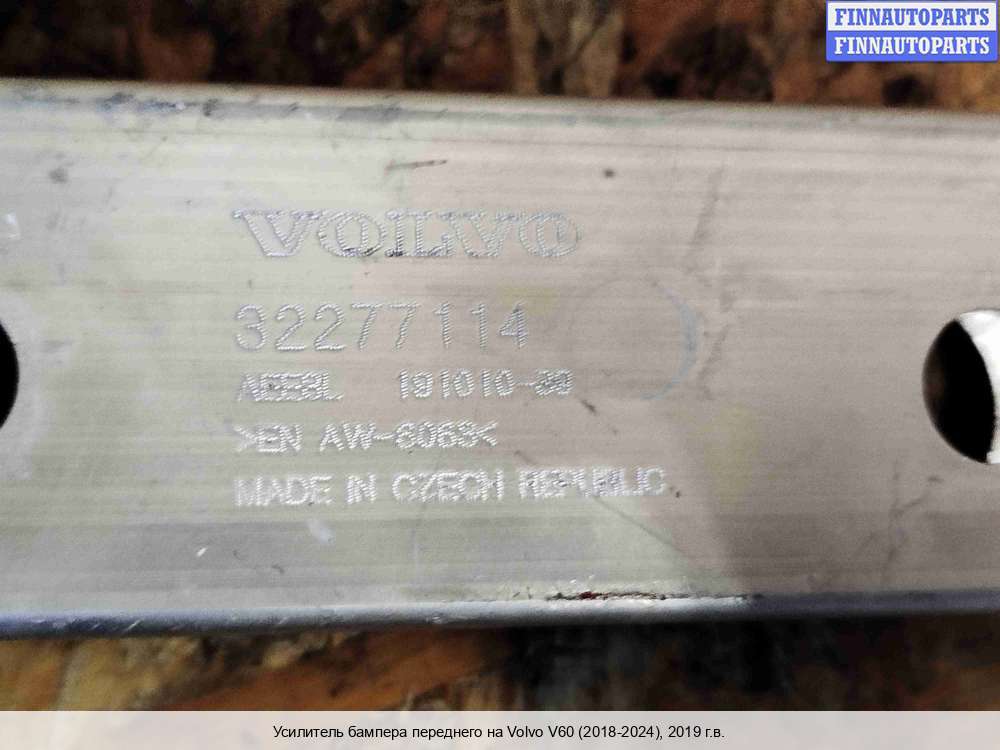 FINNAUTOPARTS
FINNAUTOPARTS
VOLVO
32277114
191010-
>EN AW-6063<
MADE IN CZECH REPUBLIC
Усилитель бампера переднего на Volvo V60 (2018-2024), 2019 г.в.